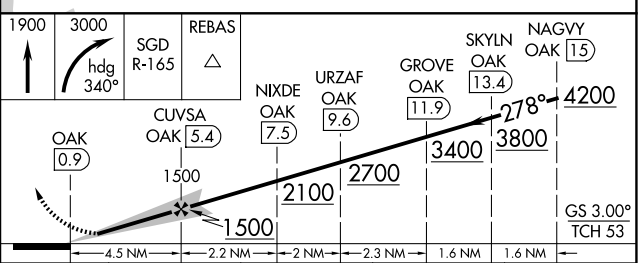 1900
3000
hdg
340°
SGD
R-165
REBAS
NAGVY
OAK 15
SKYLN
OAK
13.4
GROVE
OAK
11.9
URZAF
OAK
9.6
NIXDE
OAK
7.5
CUVSA
OAK 5.4
OAK
0.9
1500
278°
4200
3800
3400
2700
2100
1500
GS 3.00°
TCH 53
4.5 NM
2.2 NM
2 NM
2.3 NM
1.6 NM
1.6 NM